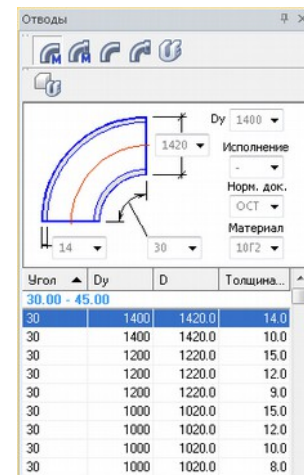 Отводы
Dy 1400
1420
Исполнение
-
Норм. док.
ОСТ
Материал
14 30 10Г2
Угол Dy D Толщина...
30.00 - 45.00
30 1400 1420.0 14.0
30 1400 1420.0 10.0
30 1200 1220.0 15.0
30 1200 1220.0 12.0
30 1200 1220.0 9.0
30 1000 1020.0 15.0
30 1000 1020.0 12.0
30 1000 1020.0 10.0
30 1000 1020.0 8.0